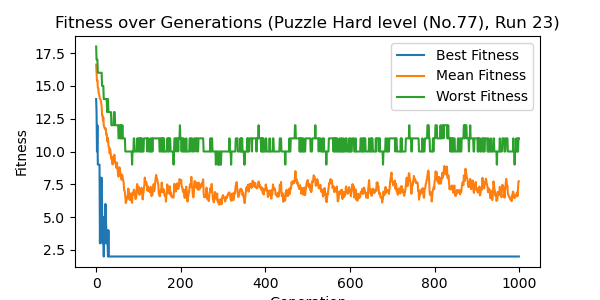 Fitness over Generations (Puzzle Hard level (No.77), Run 23)
Best Fitness
Mean Fitness
Worst Fitness
Fitness
17.5
15.0
12.5
10.0
7.5
5.0
2.5
0
200
400
600
800
1000
Generation